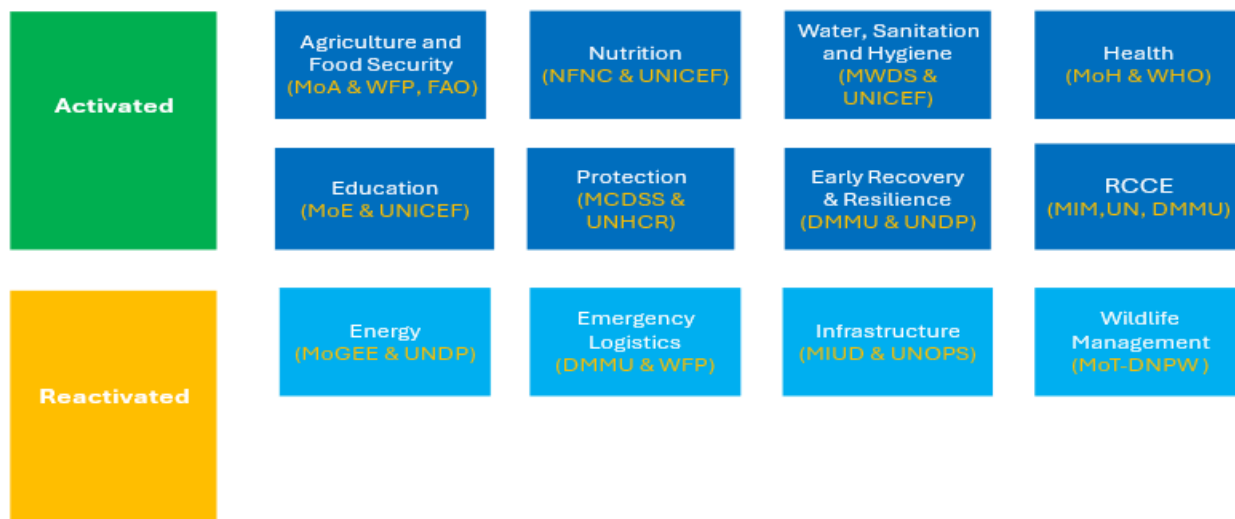 Activated
Agriculture and
Food Security
(MoA & WFP, FAO)
Nutrition
(NFNC & UNICEF)
Water, Sanitation
and Hygiene
(MWDS &
UNICEF)
Health
(MoH & WHO)
Education
(MoE & UNICEF)
Protection
(MCDSS &
UNHCR)
Early Recovery
& Resilience
(DMMU & UNDP)
RCCE
(MIM,UN, DMMU)
Reactivated
Energy
(MoGEE & UNDP)
Emergency
Logistics
(DMMU & WFP)
Infrastructure
(MIUD & UNOPS)
Wildlife
Management
(MoT-DNPW)